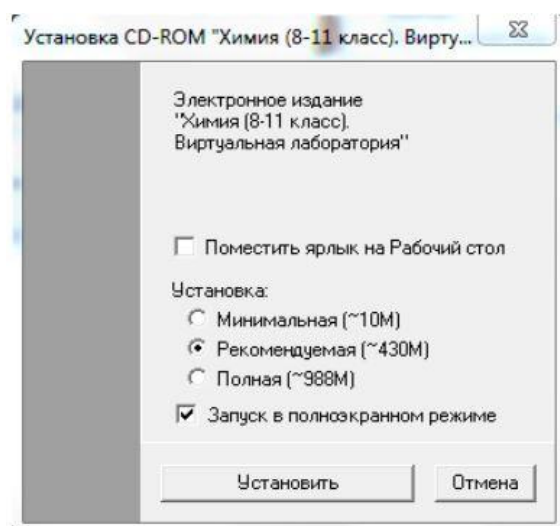 Установка CD-ROM "Химия (8-11 класс). Вирту...
Электронное издание
"Химия (8-11 класс).
Виртуальная лаборатория"
Поместить ярлык на Рабочий стол
Установка:
Минимальная (~10M)
Рекомендуемая (~430M)
Полная (~988M)
Запуск в полноэкранном режиме
Установить
Отмена